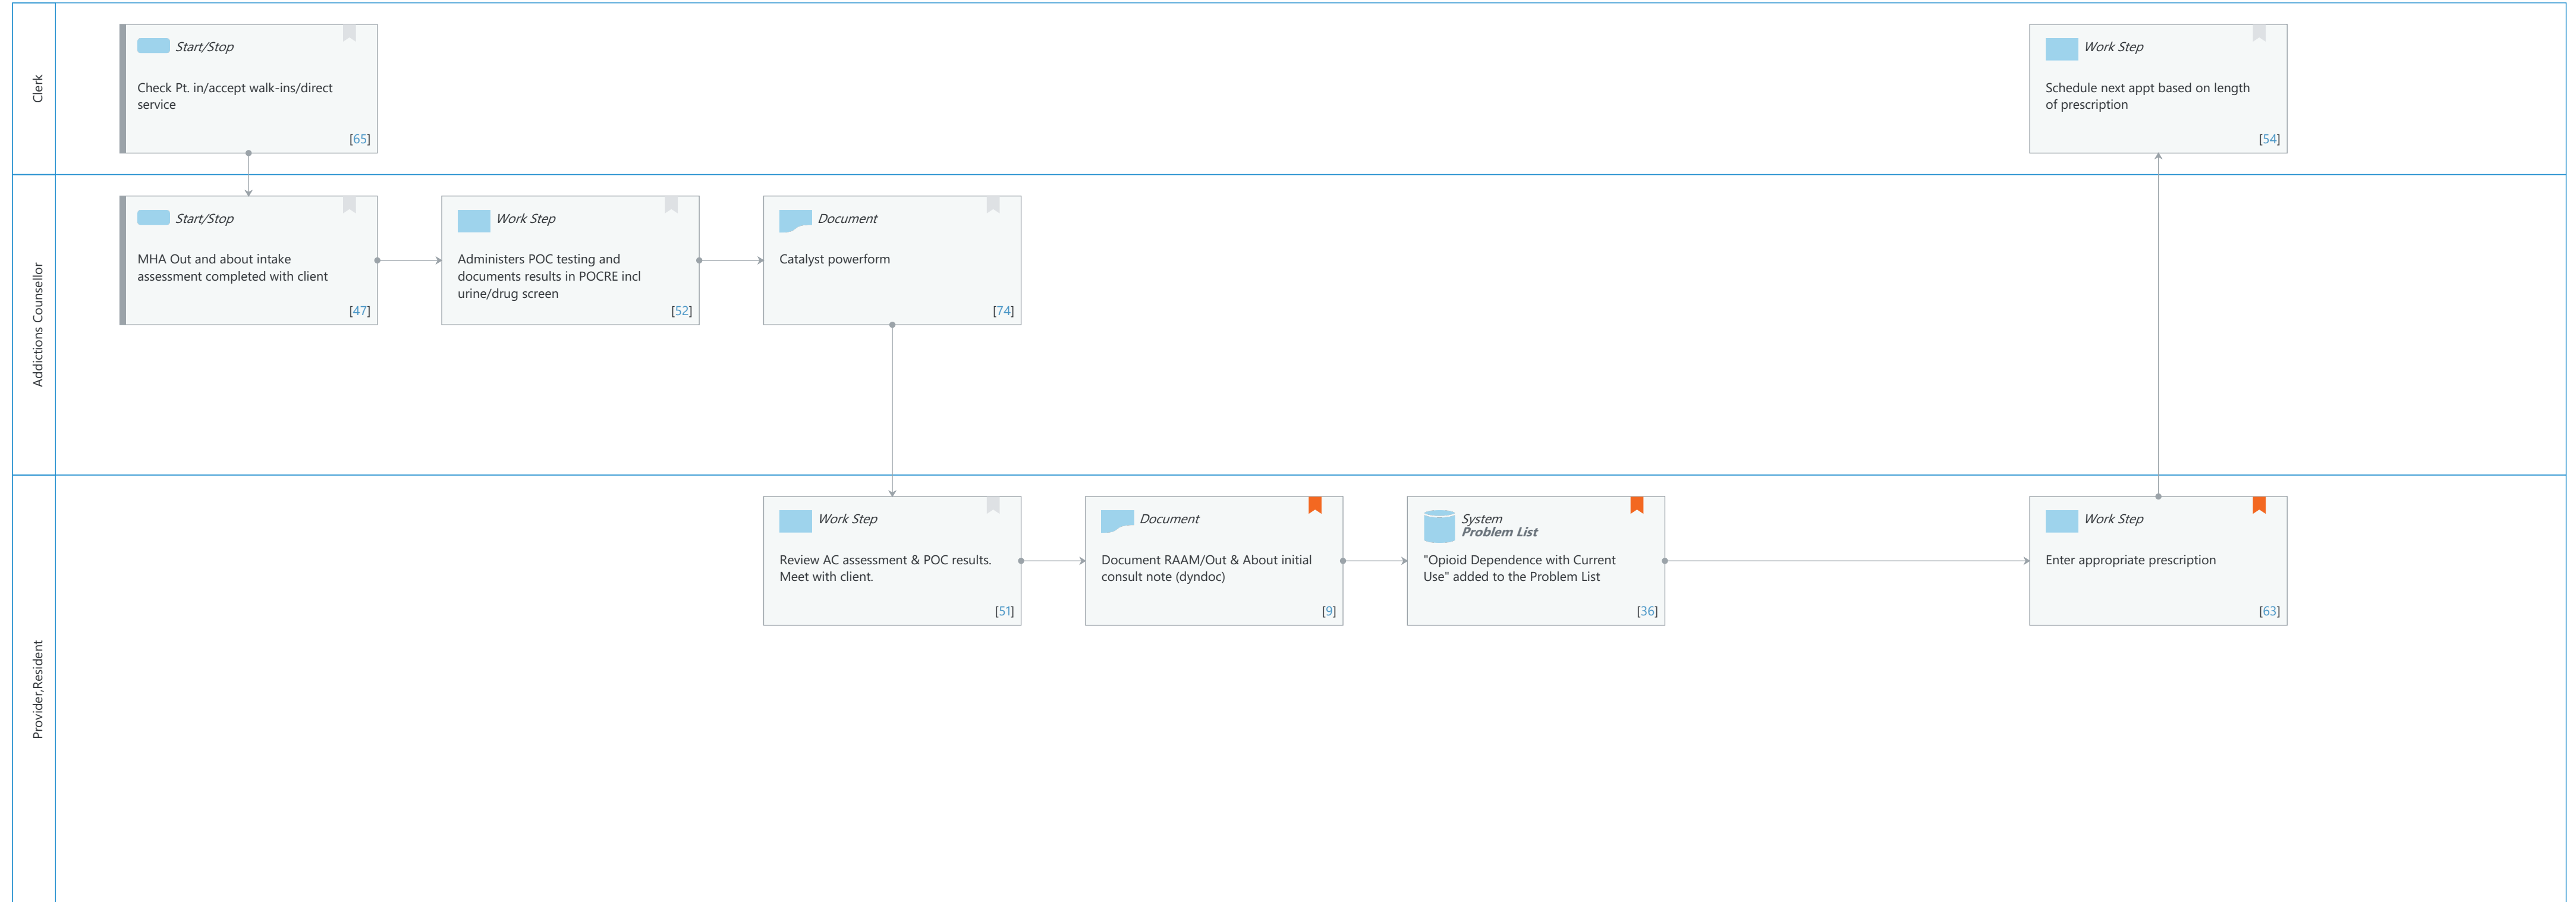 Clerk
Start/Stop
Check Pt. in/accept walk-ins/direct
service
[65]
Work Step
Schedule next appt based on length
of prescription
[54]
Addictions Counsellor
Start/Stop
MHA Out and about intake
assessment completed with client
[47]
Work Step
Administers POC testing and
documents results in POCRE incl
urine/drug screen
[52]
Document
Catalyst powerform
[74]
Provider,Resident
Work Step
Review AC assessment & POC results.
Meet with client.
[51]
Document
Document RAAM/Out & About initial
consult note (dyndoc)
[9]
System
Problem List
"Opioid Dependence with Current
Use" added to the Problem List
[36]
Work Step
Enter appropriate prescription
[63]